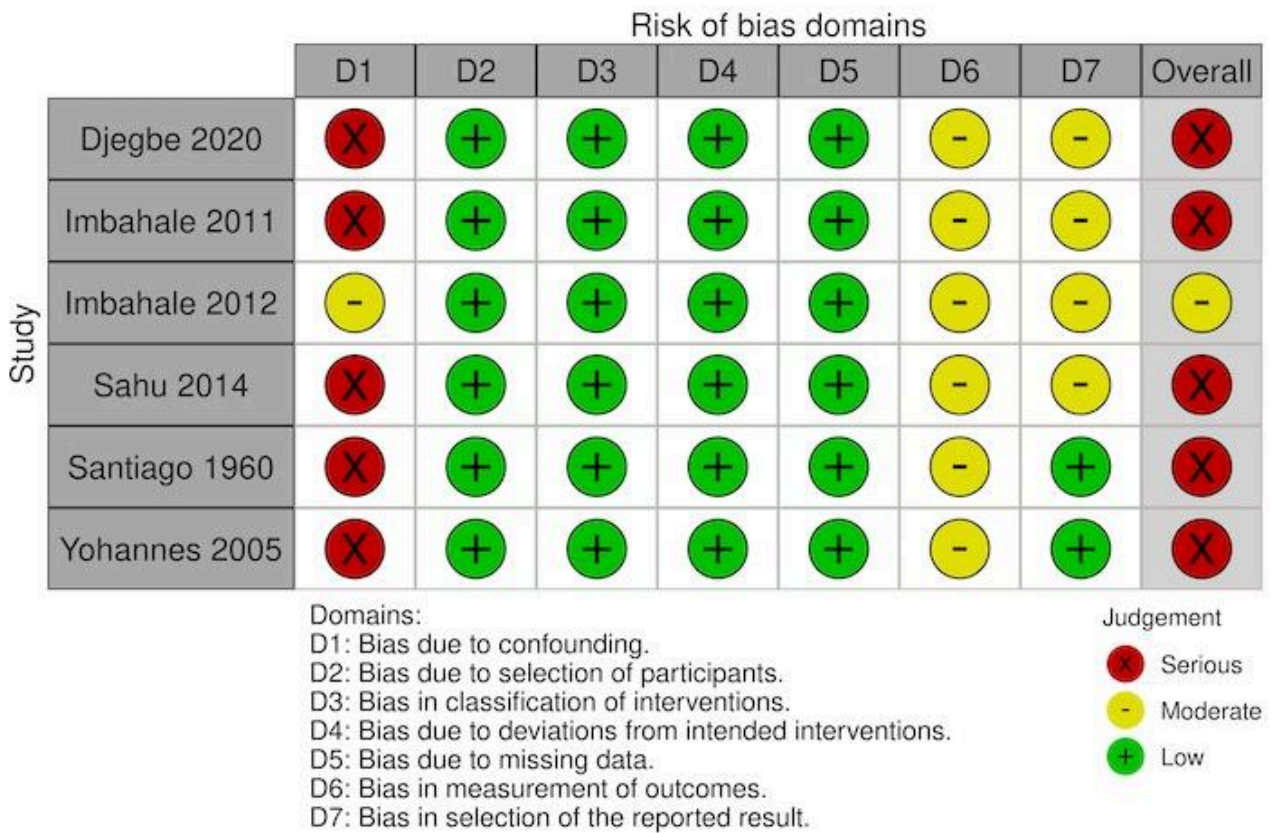 Risk of bias domains
D1 D2 D3 D4 D5 D6 D7 Overall
Study
Djegbe 2020 X + + + + - - X
Imbahale 2011 X + + + + - - X
Imbahale 2012 - + + + + - - -
Sahu 2014 X + + + + - - X
Santiago 1960 X + + + + - + X
Yohannes 2005 X + + + + - + X
Domains:
D1: Bias due to confounding.
D2: Bias due to selection of participants.
D3: Bias in classification of interventions.
D4: Bias due to deviations from intended interventions.
D5: Bias due to missing data.
D6: Bias in measurement of outcomes.
D7: Bias in selection of the reported result.
Judgement
X Serious
- Moderate
+ Low